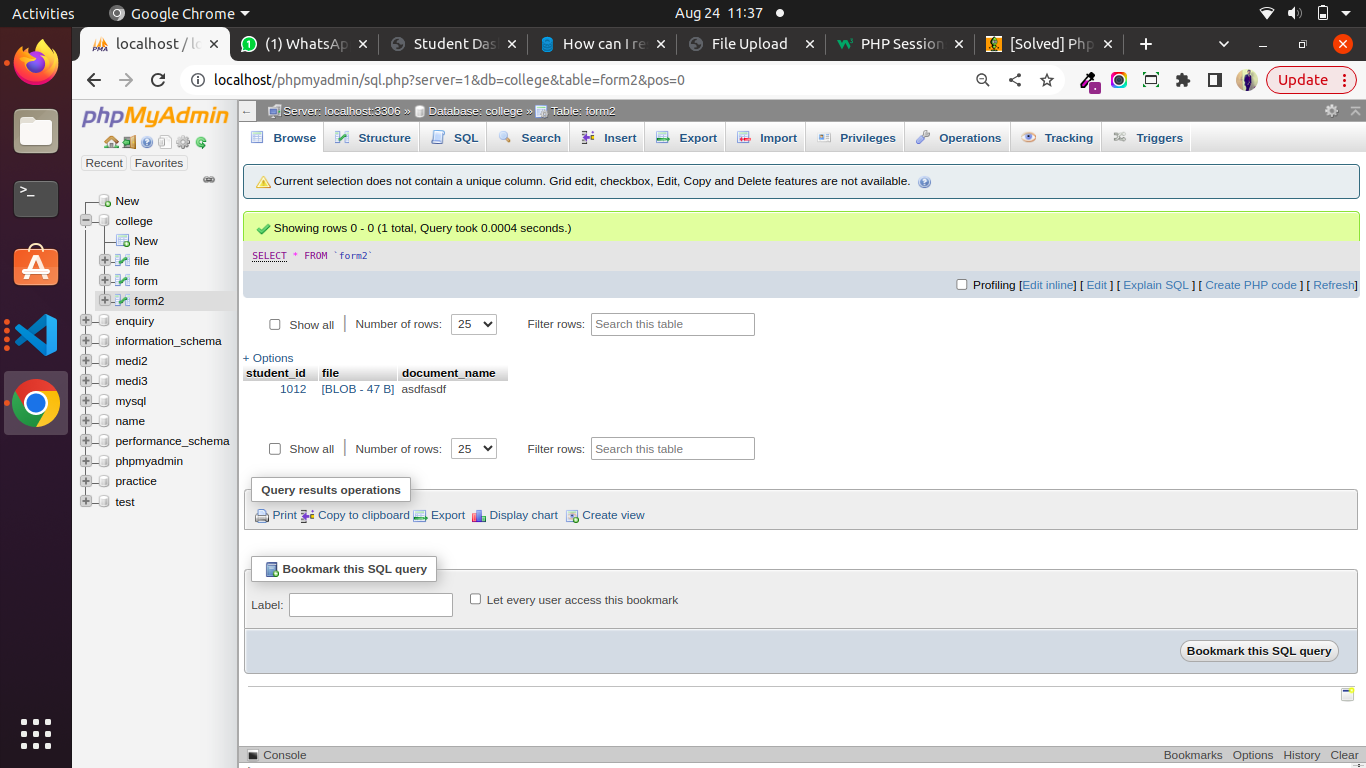 Activities Google Chrome Aug 24 11:37
localhost / lo (1) WhatsAp Student Das How can I re File Upload PHP Session [Solved] Php
localhost/phpmyadmin/sql.php?server=1&db=college&table=form2&pos=0 Update
phpMyAdmin
Recent Favorites
New
college
New
file
form
form2
enquiry
information_schema
medi2
medi3
mysql
name
performance_schema
phpmyadmin
practice
test
Server: localhost:3306 » Database: college » Table: form2
Browse Structure SQL Search Insert Export Import Privileges Operations Tracking Triggers
Current selection does not contain a unique column. Grid edit, checkbox, Edit, Copy and Delete features are not available.
Showing rows 0 - 0 (1 total, Query took 0.0004 seconds.)
SELECT * FROM `form2`
Profiling [Edit inline] [ Edit ] [ Explain SQL ] [ Create PHP code ] [ Refresh]
Show all Number of rows: 25 Filter rows: Search this table
+ Options
student_id file document_name
1012 [BLOB - 47 B] asdfasdf
Show all Number of rows: 25 Filter rows: Search this table
Query results operations
Print Copy to clipboard Export Display chart Create view
Bookmark this SQL query
Label: Let every user access this bookmark
Bookmark this SQL query
Console Bookmarks Options History Clear